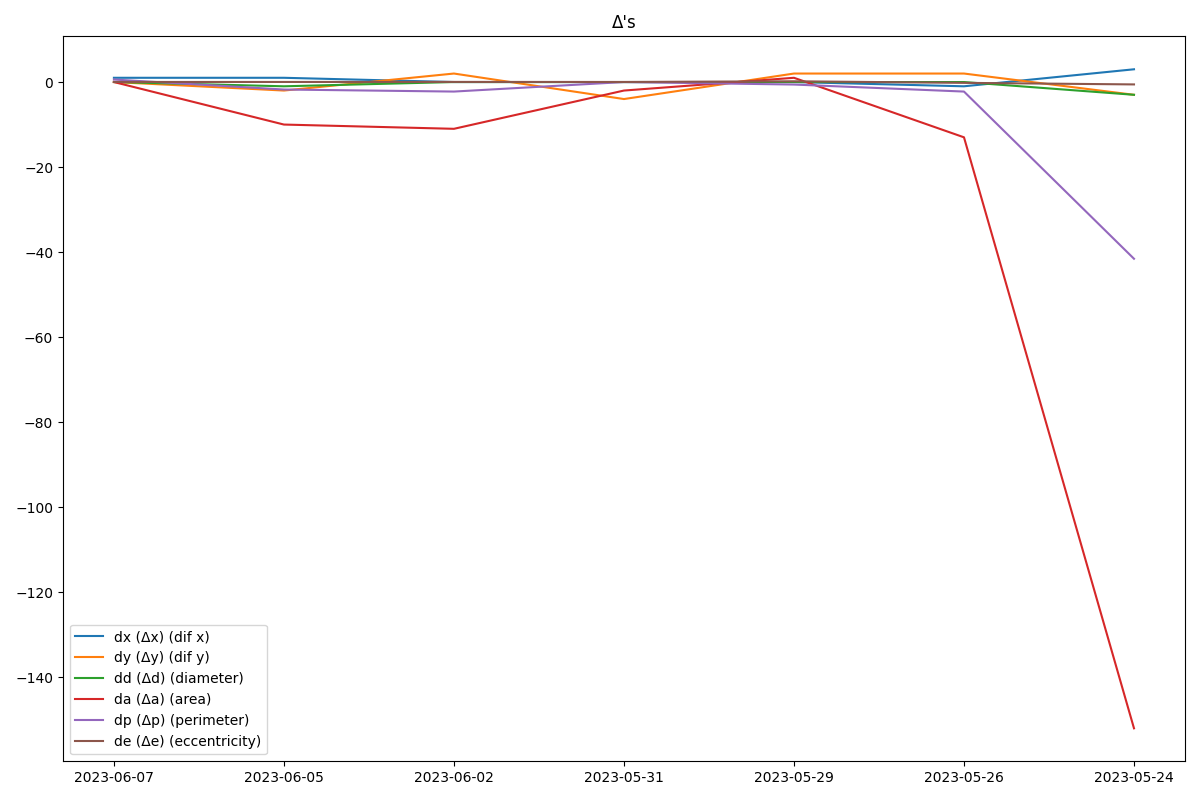 Δ's
0
−20
−40
−60
−80
−100
−120
−140
dx (Δx) (dif x)
dy (Δy) (dif y)
dd (Δd) (diameter)
da (Δa) (area)
dp (Δp) (perimeter)
de (Δe) (eccentricity)
2023-06-07 2023-06-05 2023-06-02 2023-05-31 2023-05-29 2023-05-26 2023-05-24